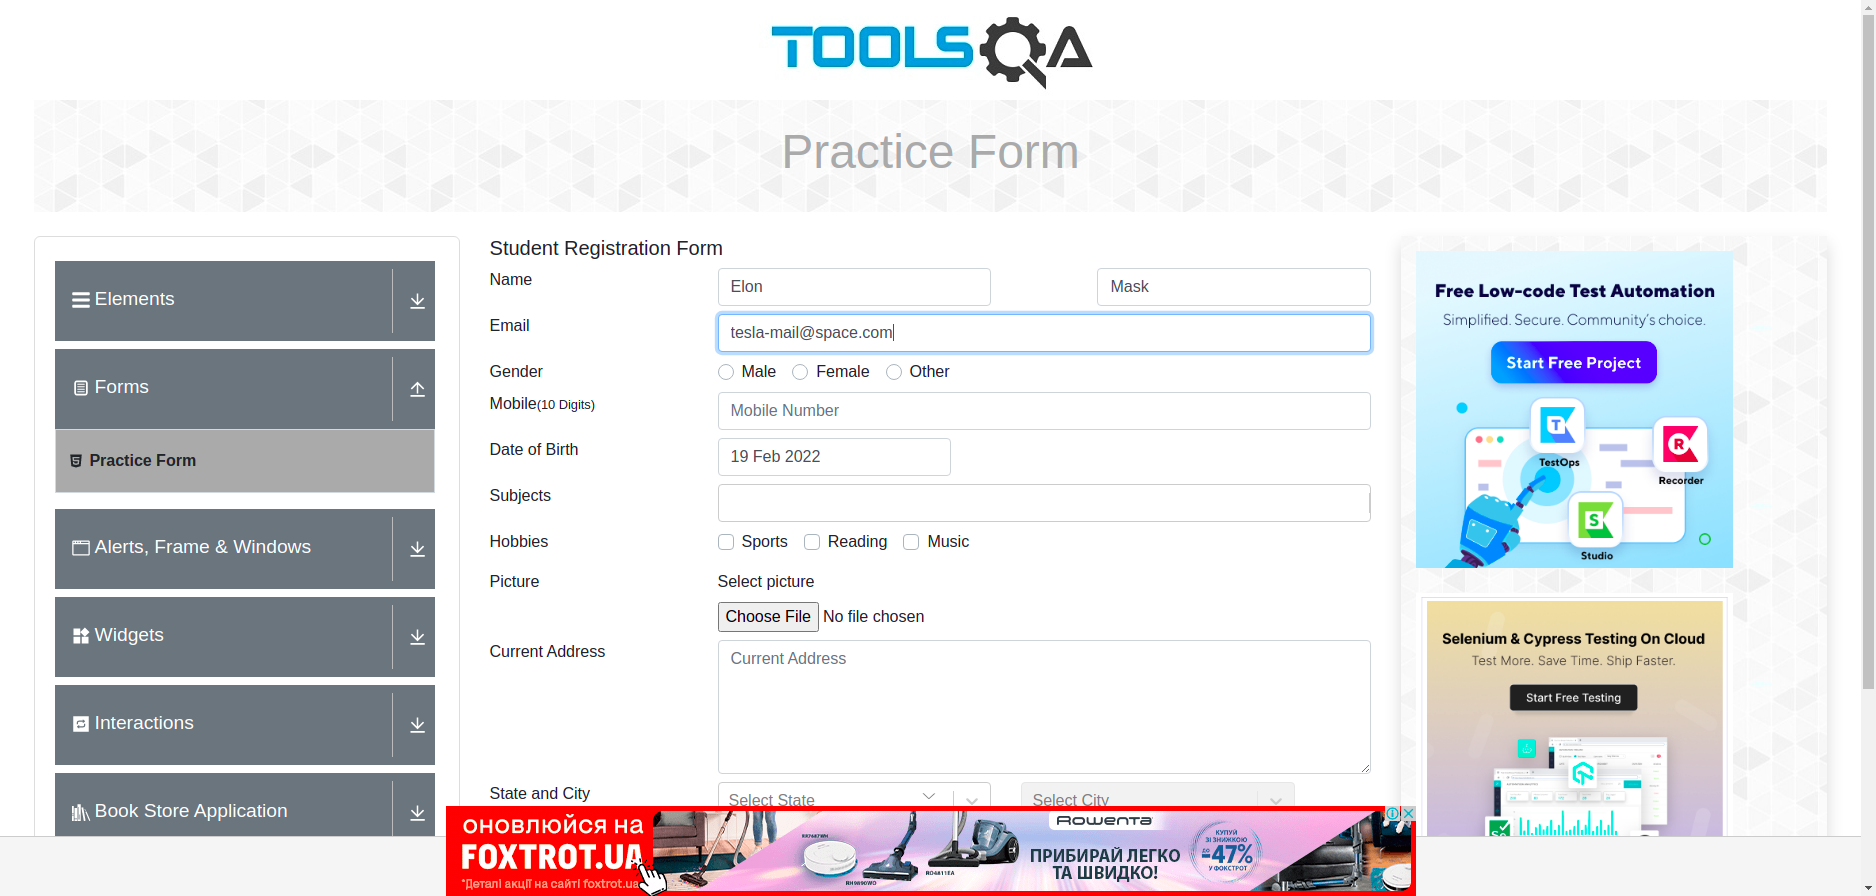 TOOLSQA
Practice Form
Elements
Forms
Practice Form
Alerts, Frame & Windows
Widgets
Interactions
Book Store Application
Student Registration Form
Name
Elon
Mask
Email
tesla-mail@space.com
Gender
Male
Female
Other
Mobile(10 Digits)
Mobile Number
Date of Birth
19 Feb 2022
Subjects
Hobbies
Sports
Reading
Music
Picture
Select picture
Choose File No file chosen
Current Address
Current Address
State and City
Select State
Select City
Free Low-code Test Automation
Simplified. Secure. Community's choice.
Start Free Project
T
TestOps
R
Recorder
S
Studio
Selenium & Cypress Testing On Cloud
Test More. Save Time. Ship Faster.
Start Free Testing
Se
ОНОВЛЮЙСЯ НА
FOXTROT.UA
*Деталі акції на сайті foxtrot.ua
RH9890WO
RO4811EA
Rowenta
ПРИБИРАЙ ЛЕГКО
ТА ШВИДКО!
КУПУЙ
ЗІ ЗНИЖКОЮ
ДО
-47%
У ФОКСТРОТ